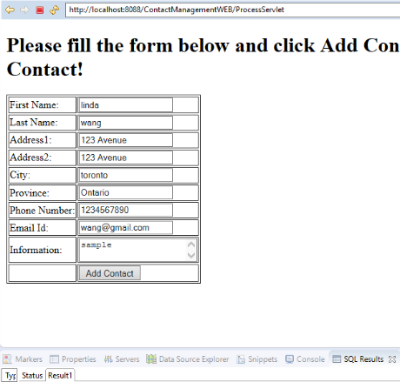 http://localhost:8088/ContactManagementWEB/ProcessServlet
Please fill the form below and click Add Con
Contact!
First Name: linda
Last Name: wang
Address1: 123 Avenue
Address2: 123 Avenue
City: toronto
Province: Ontario
Phone Number: 1234567890
Email Id: wang@gmail.com
Information: sample
Add Contact
Markers Properties Servers Data Source Explorer Snippets Console SQL Results
Typ Status Result1